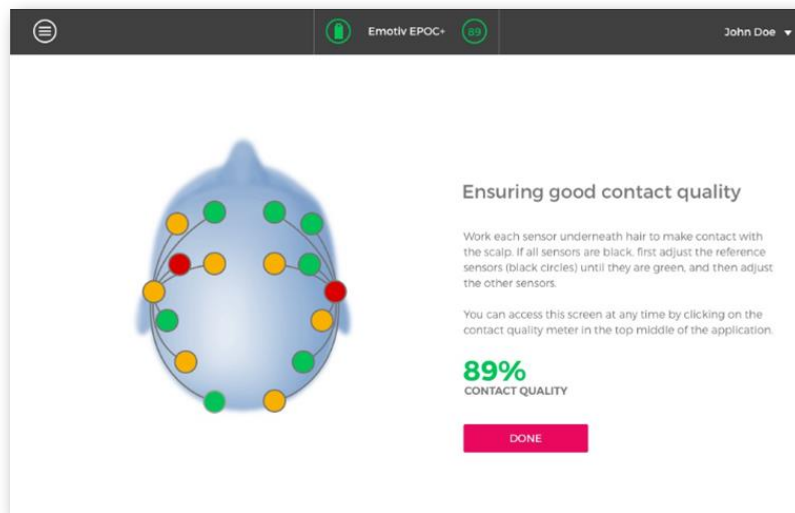 Emotiv EPOC+ 89 John Doe
Ensuring good contact quality
Work each sensor underneath hair to make contact with
the scalp. If all sensors are black, first adjust the reference
sensors (black circles) until they are green, and then adjust
the other sensors.
You can access this screen at any time by clicking on the
contact quality meter in the top middle of the application.
89%
CONTACT QUALITY
DONE